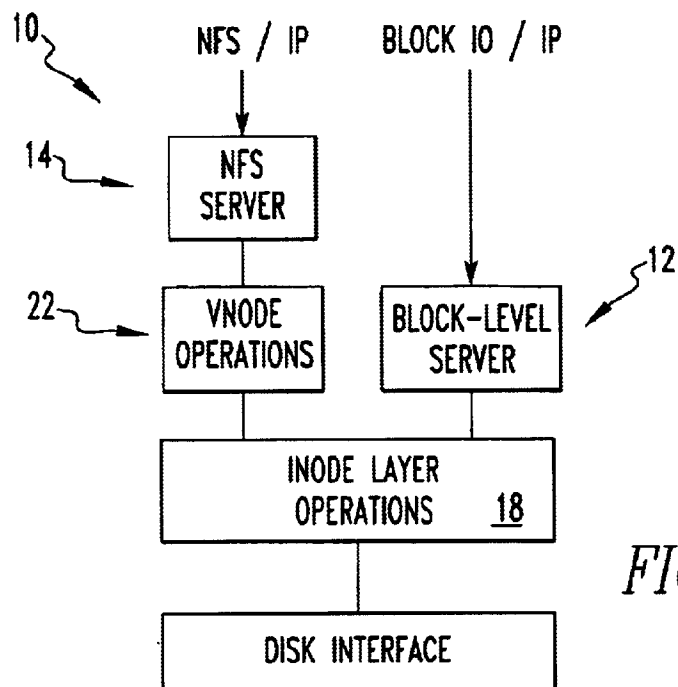 10
NFS / IP
BLOCK IO / IP
14
NFS
SERVER
12
22
VNODE
OPERATIONS
BLOCK-LEVEL
SERVER
INODE LAYER
OPERATIONS 18
DISK INTERFACE